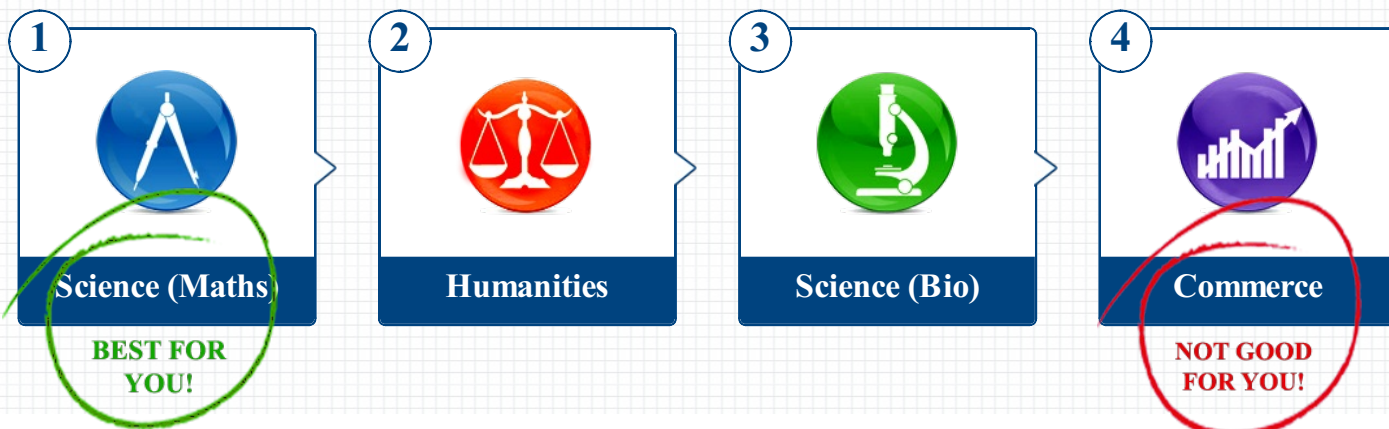 1
2
3
4
Science (Maths)
Humanities
Science (Bio)
Commerce
BEST FOR
YOU!
NOT GOOD
FOR YOU!